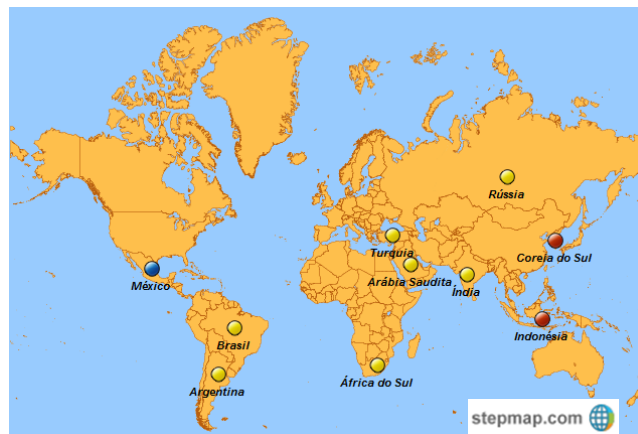 Rússia
Turquia
Coreia do Sul
Arábia Saudita
Índia
México
Indonésia
Brasil
África do Sul
Argentina
stepmap.com